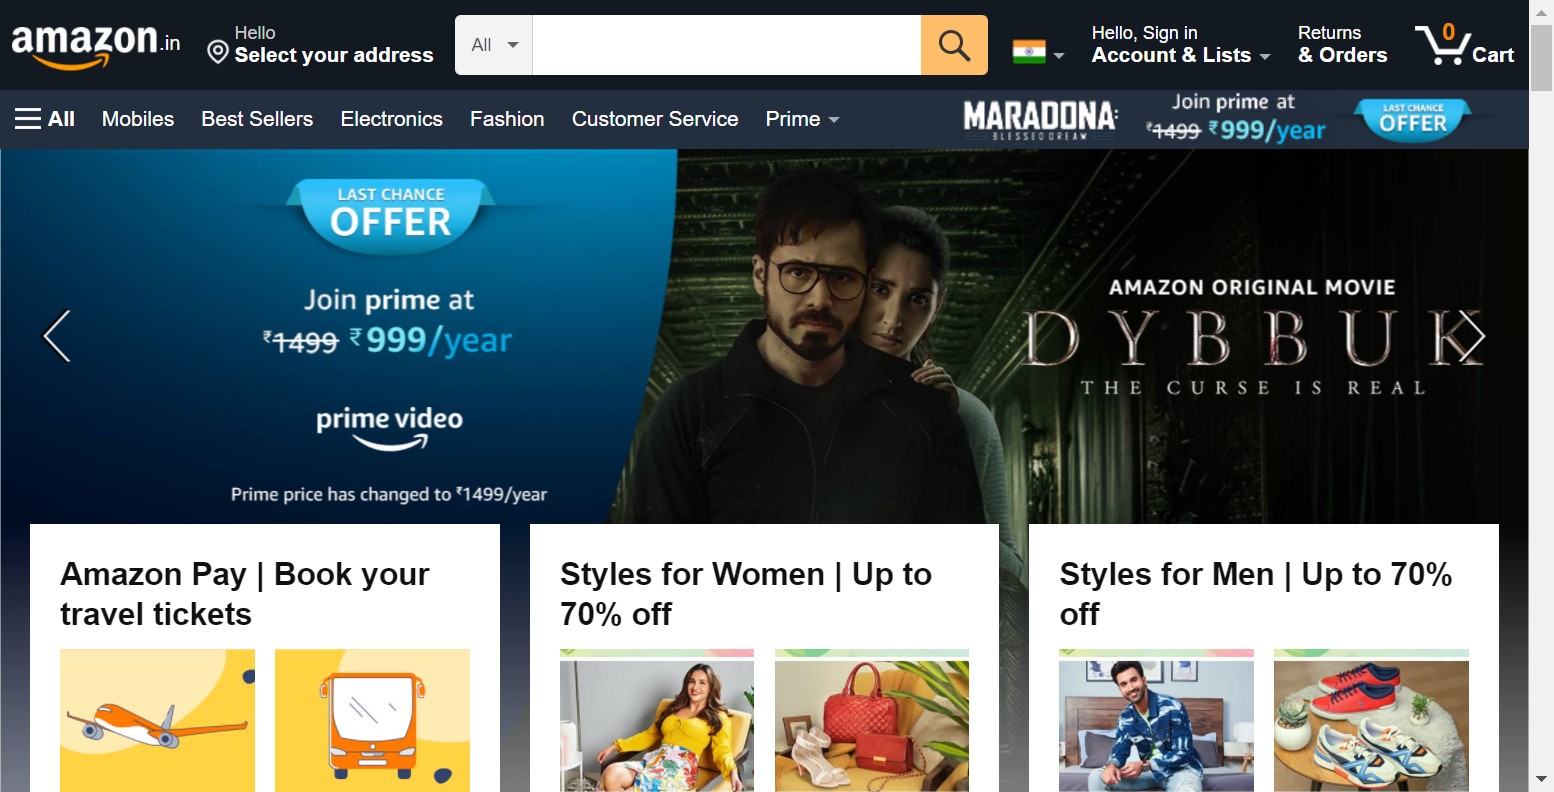 amazon.in
Hello
Select your address
All
Hello, Sign in
Account & Lists
Returns
& Orders
0
Cart
All
Mobiles
Best Sellers
Electronics
Fashion
Customer Service
Prime
MARADONA:
BLESSED DREAM
Join prime at
₹1499 ₹999/year
LAST CHANCE
OFFER
LAST CHANCE
OFFER
Join prime at
₹1499 ₹999/year
prime video
Prime price has changed to ₹1499/year
AMAZON ORIGINAL MOVIE
DYBBUK
THE CURSE IS REAL
Amazon Pay | Book your
travel tickets
Styles for Women | Up to
70% off
Styles for Men | Up to 70%
off